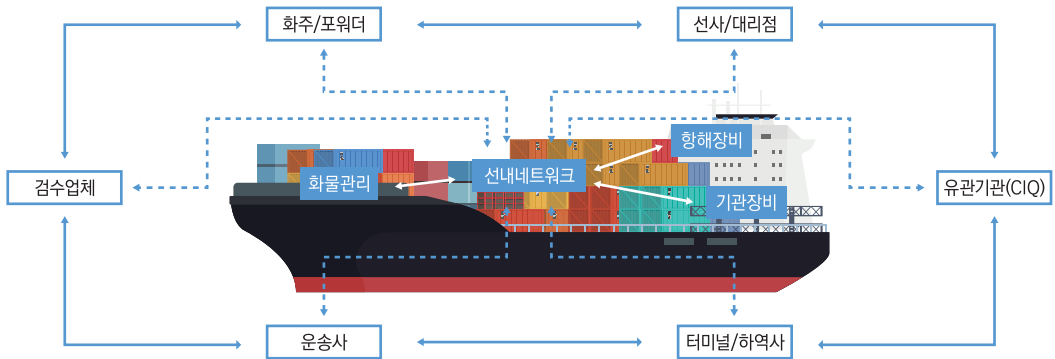 화주/포워더
선사/대리점
항해장비
화물관리
선내네트워크
검수업체
유관기관(CIQ)
기관장비
운송사
터미널/하역사